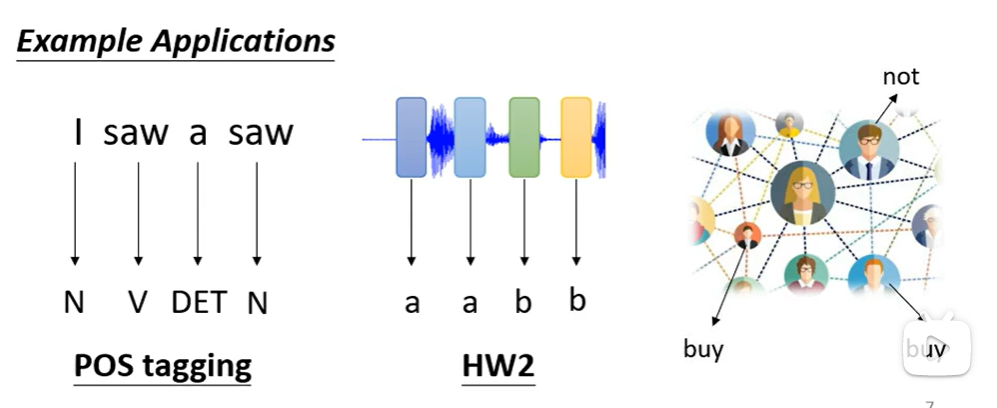 Example Applications
I saw a saw
N V DET N
POS tagging
a a b b
HW2
not
buy
buy
7